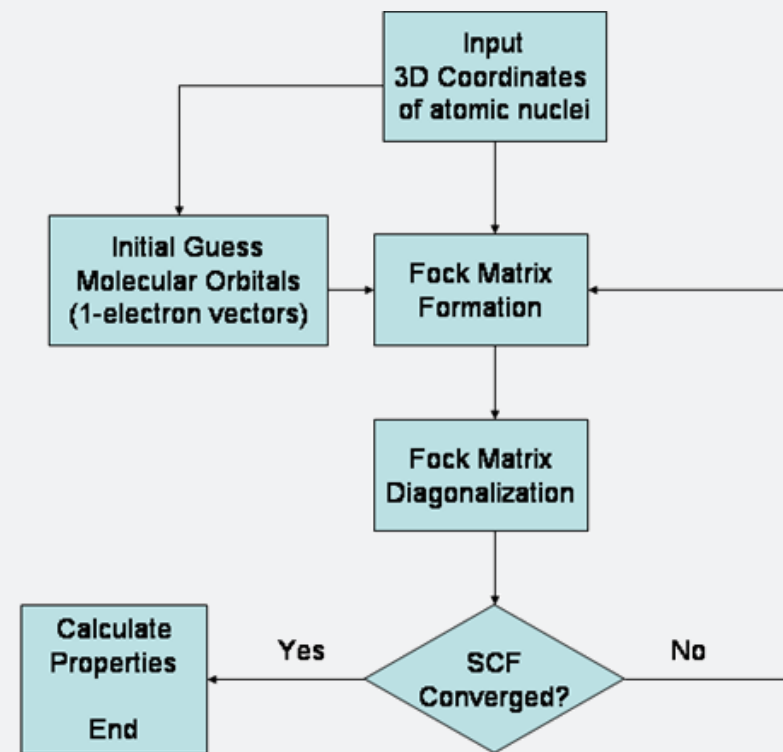 Input
3D Coordinates
of atomic nuclei
Initial Guess
Molecular Orbitals
(1-electron vectors)
Fock Matrix
Formation
Fock Matrix
Diagonalization
SCF
Converged?
Yes
No
Calculate
Properties
End